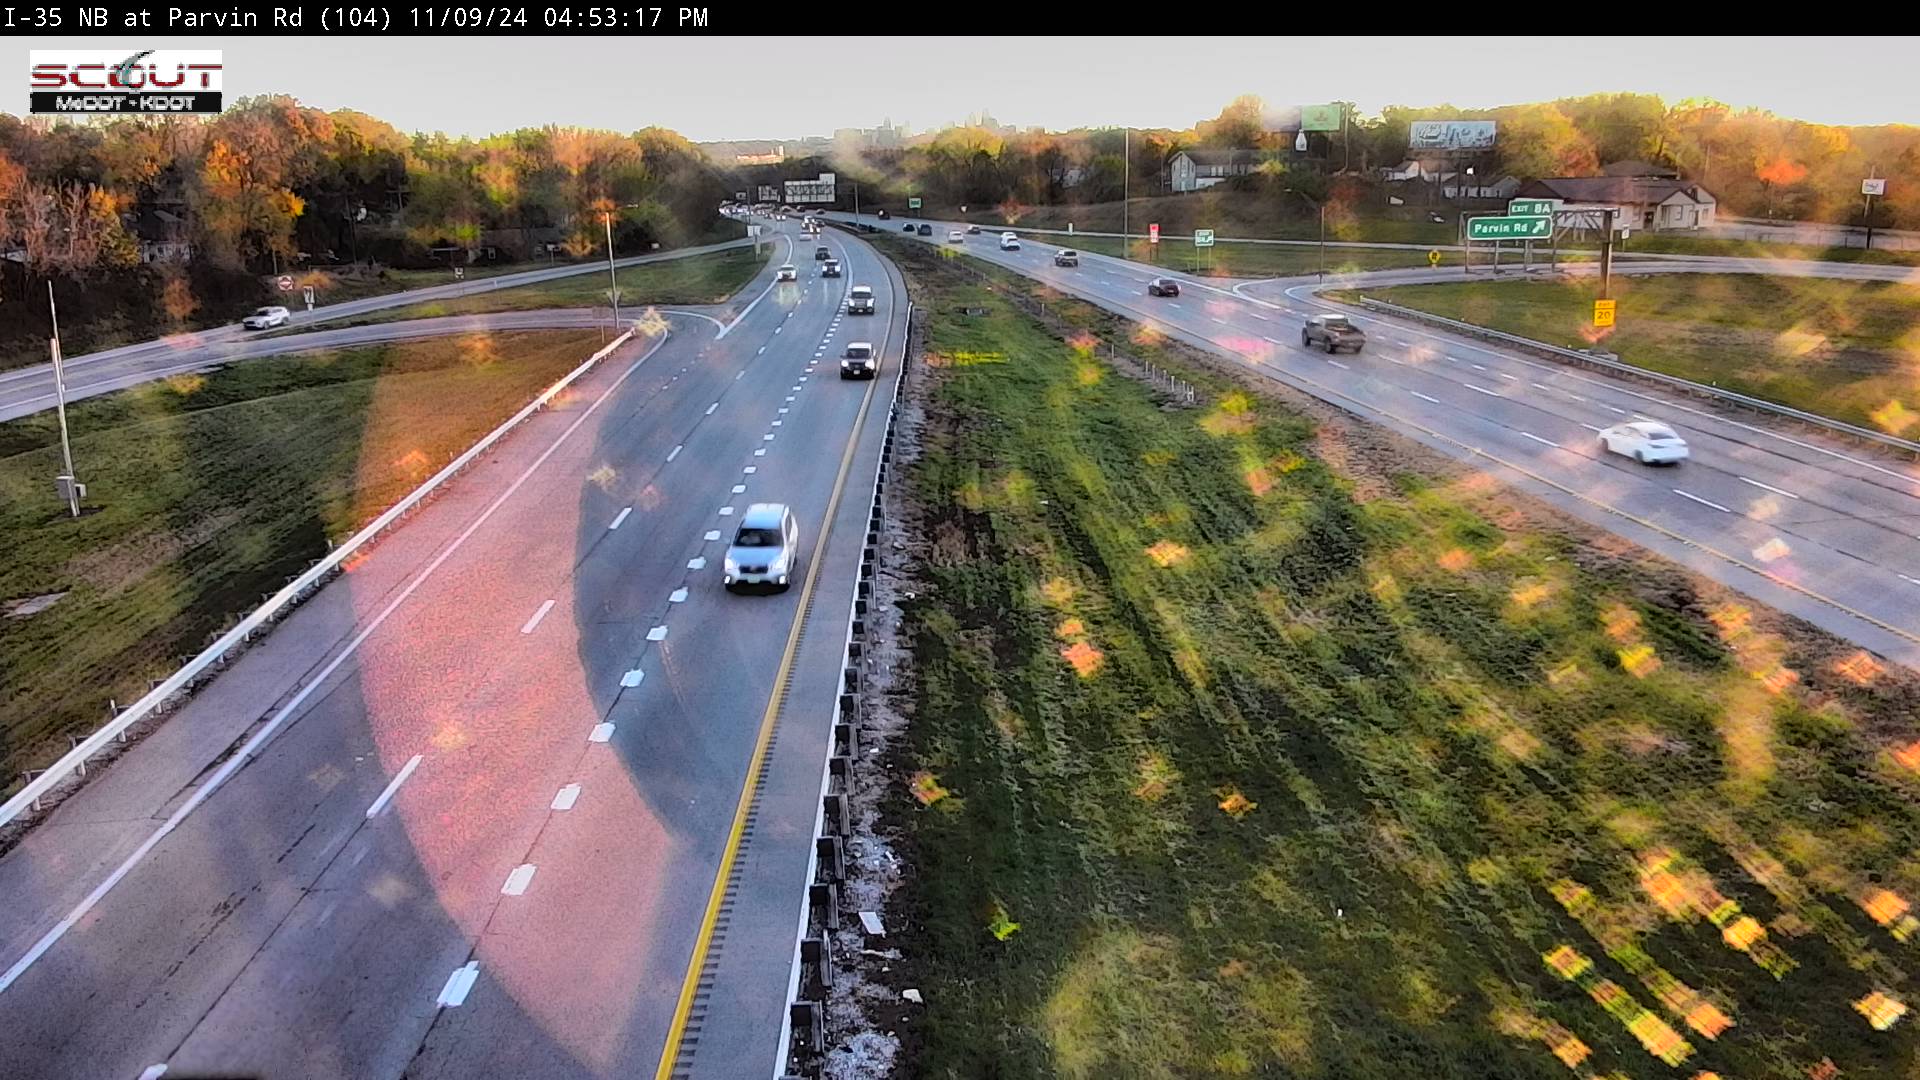 I-35 NB at Parvin Rd (104) 11/09/24 04:53:17 PM
SCOUT
MoDOT - KDOT
EXIT 8A
Parvin Rd
EXIT
20